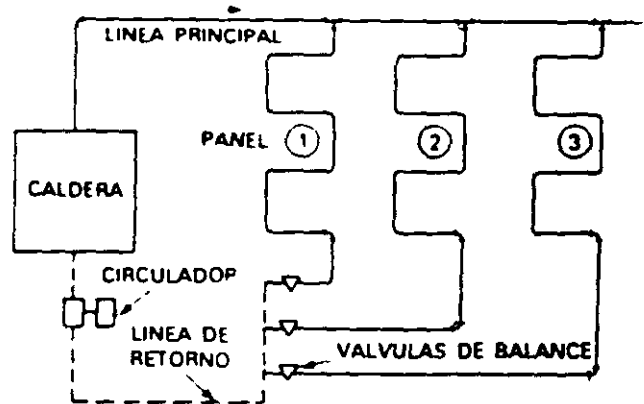 LINEA PRINCIPAL
PANEL 1 2 3
CALDERA
CIRCULADOR
LINEA DE
RETORNO
VALVULAS DE BALANCE